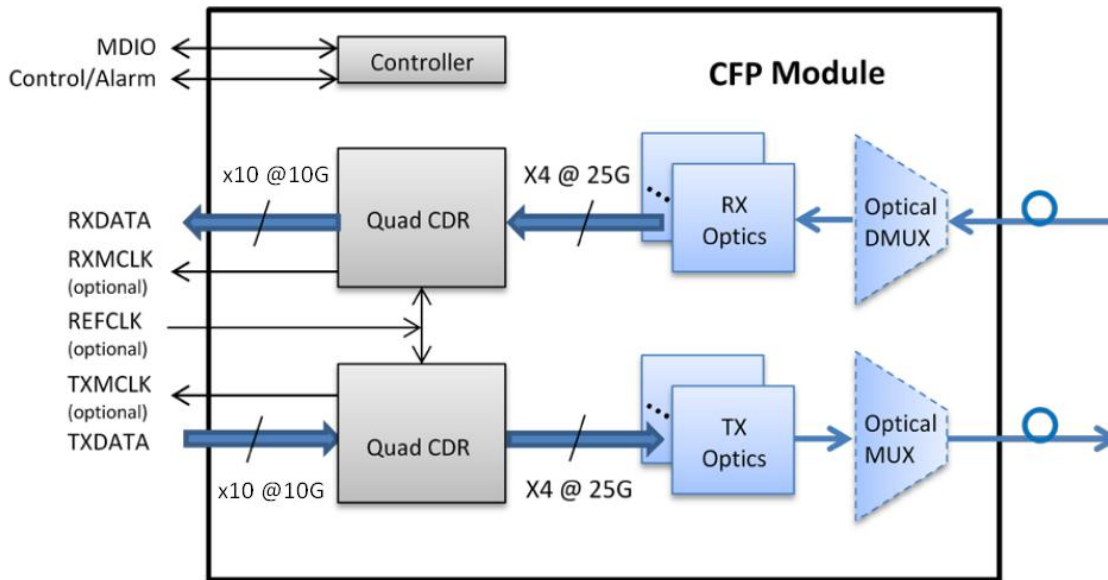 MDIO
Control/Alarm
Controller
CFP Module
x10 @10G
X4 @ 25G
RXDATA
Quad CDR
RX
Optics
Optical
DMUX
RXMCLK
(optional)
REFCLK
(optional)
TXMCLK
(optional)
TXDATA
Quad CDR
TX
Optics
Optical
MUX
x10 @10G
X4 @ 25G